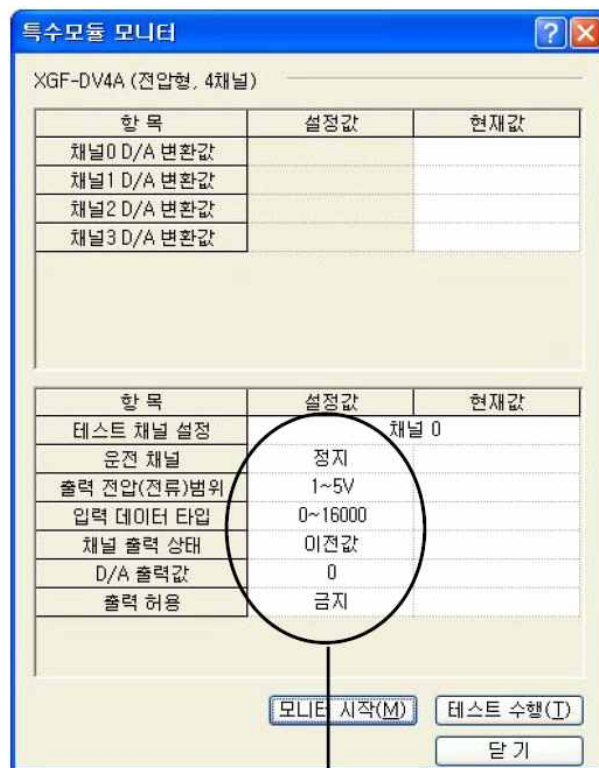 특수모듈 모니터
XGF-DV4A (전압형, 4채널)
항 목 설정값 현재값
채널0 D/A 변환값
채널1 D/A 변환값
채널2 D/A 변환값
채널3 D/A 변환값
항 목 설정값 현재값
테스트 채널 설정 채널 0
운전 채널 정지
출력 전압(전류)범위 1~5V
입력 데이터 타입 0~16000
채널 출력 상태 이전값
D/A 출력값 0
출력 허용 금지
모니터 시작(M) 테스트 수행(T)
닫 기